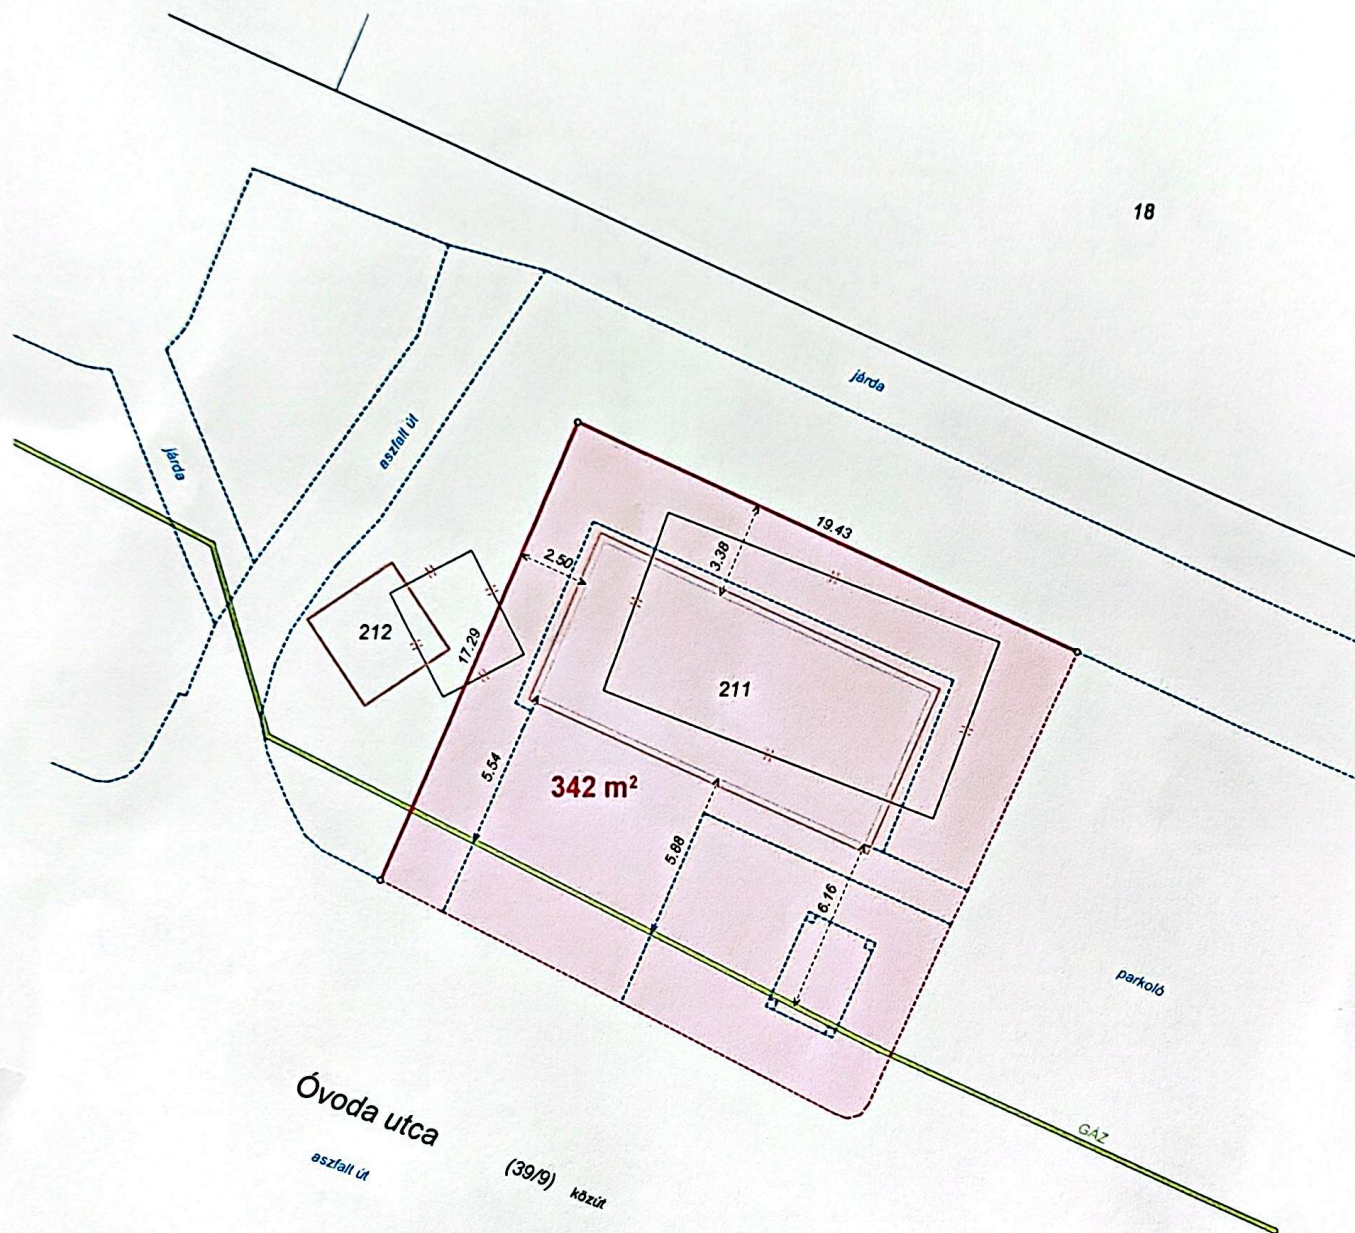 18
járda
aszfalt út
járda
19.43
3.38
2.50
212
17.29
211
5.54
342 m²
5.88
6.16
parkoló
Óvoda utca
aszfalt út
(39/9) közút
GÁZ